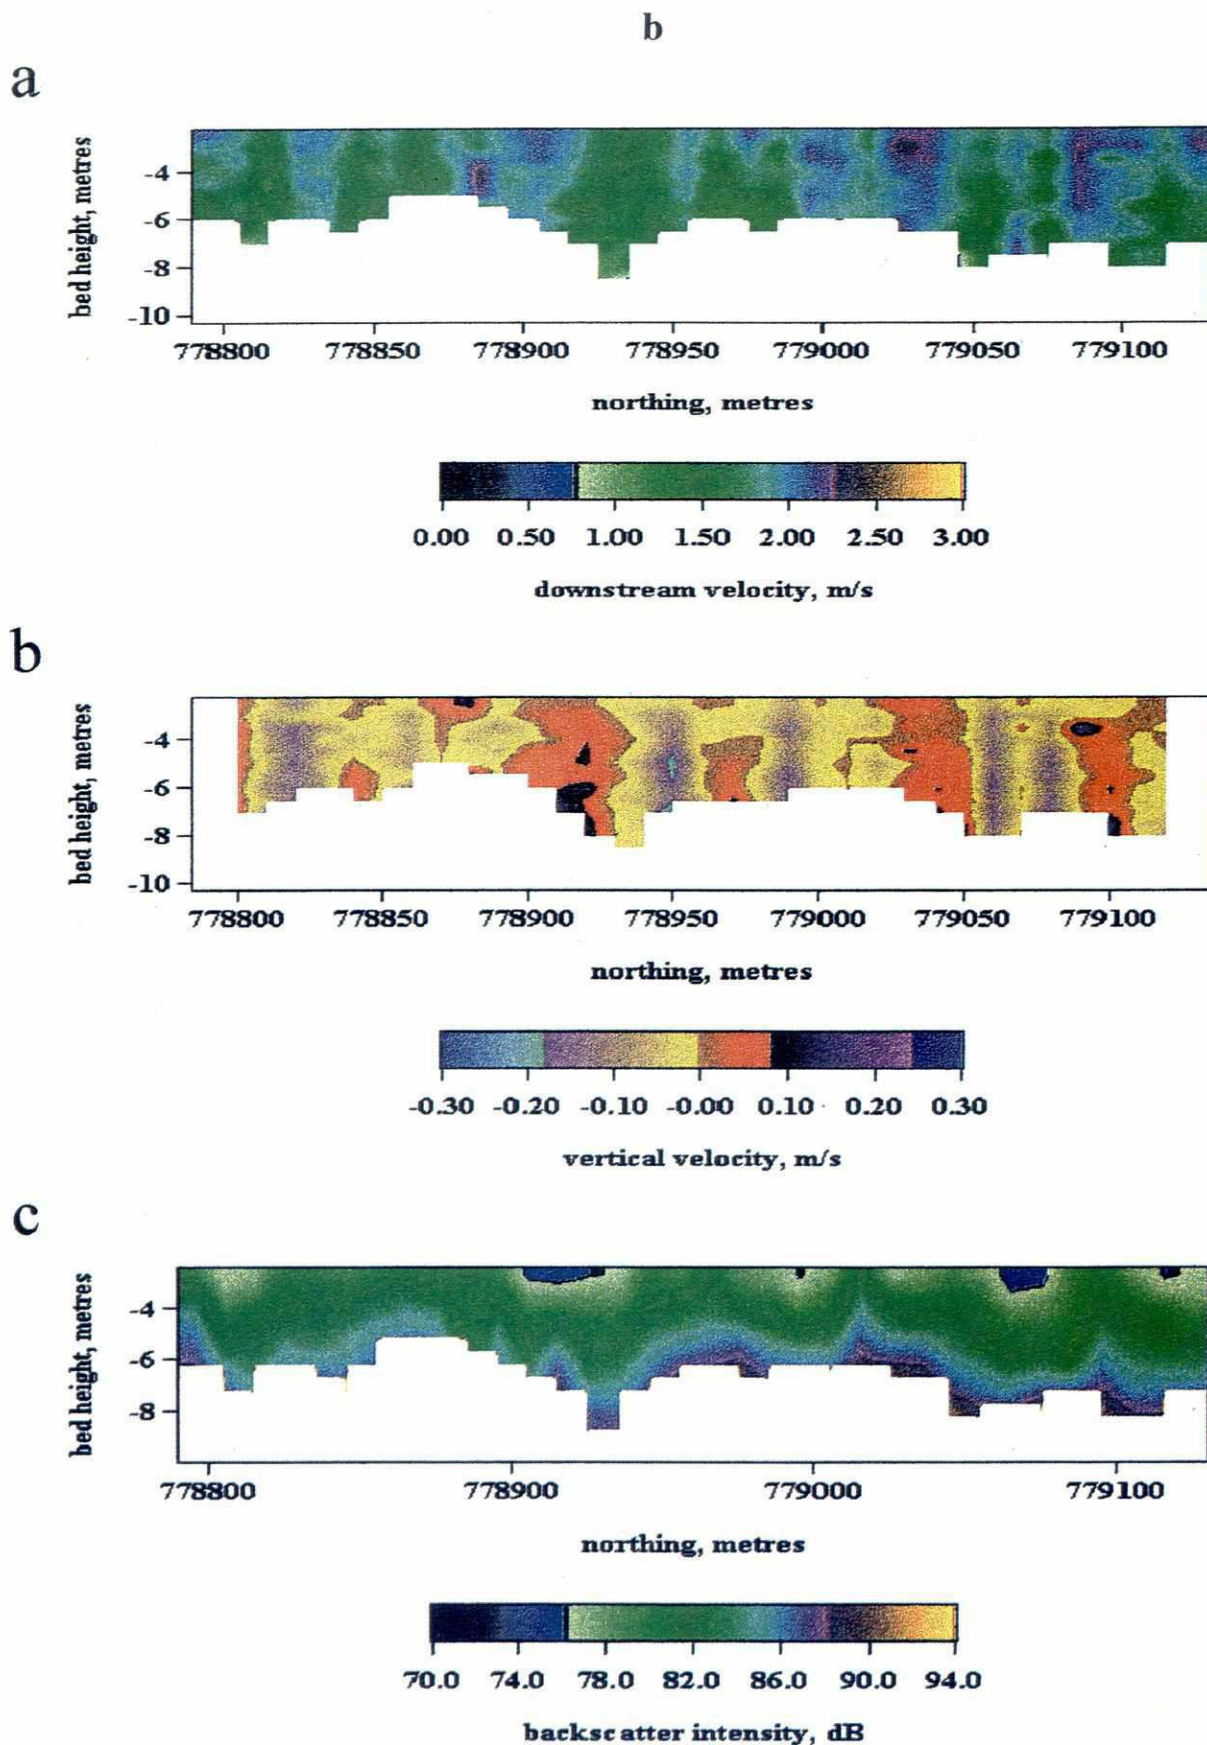 b
a
bed height, metres
-4
-6
-8
-10
778800 778850 778900 778950 779000 779050 779100
northing, metres
0.00 0.50 1.00 1.50 2.00 2.50 3.00
downstream velocity, m/s
b
bed height, metres
-4
-6
-8
-10
778800 778850 778900 778950 779000 779050 779100
northing, metres
-0.30 -0.20 -0.10 -0.00 0.10 0.20 0.30
vertical velocity, m/s
c
bed height, metres
-4
-6
-8
778800 778900 779000 779100
northing, metres
70.0 74.0 78.0 82.0 86.0 90.0 94.0
backscatter intensity, dB